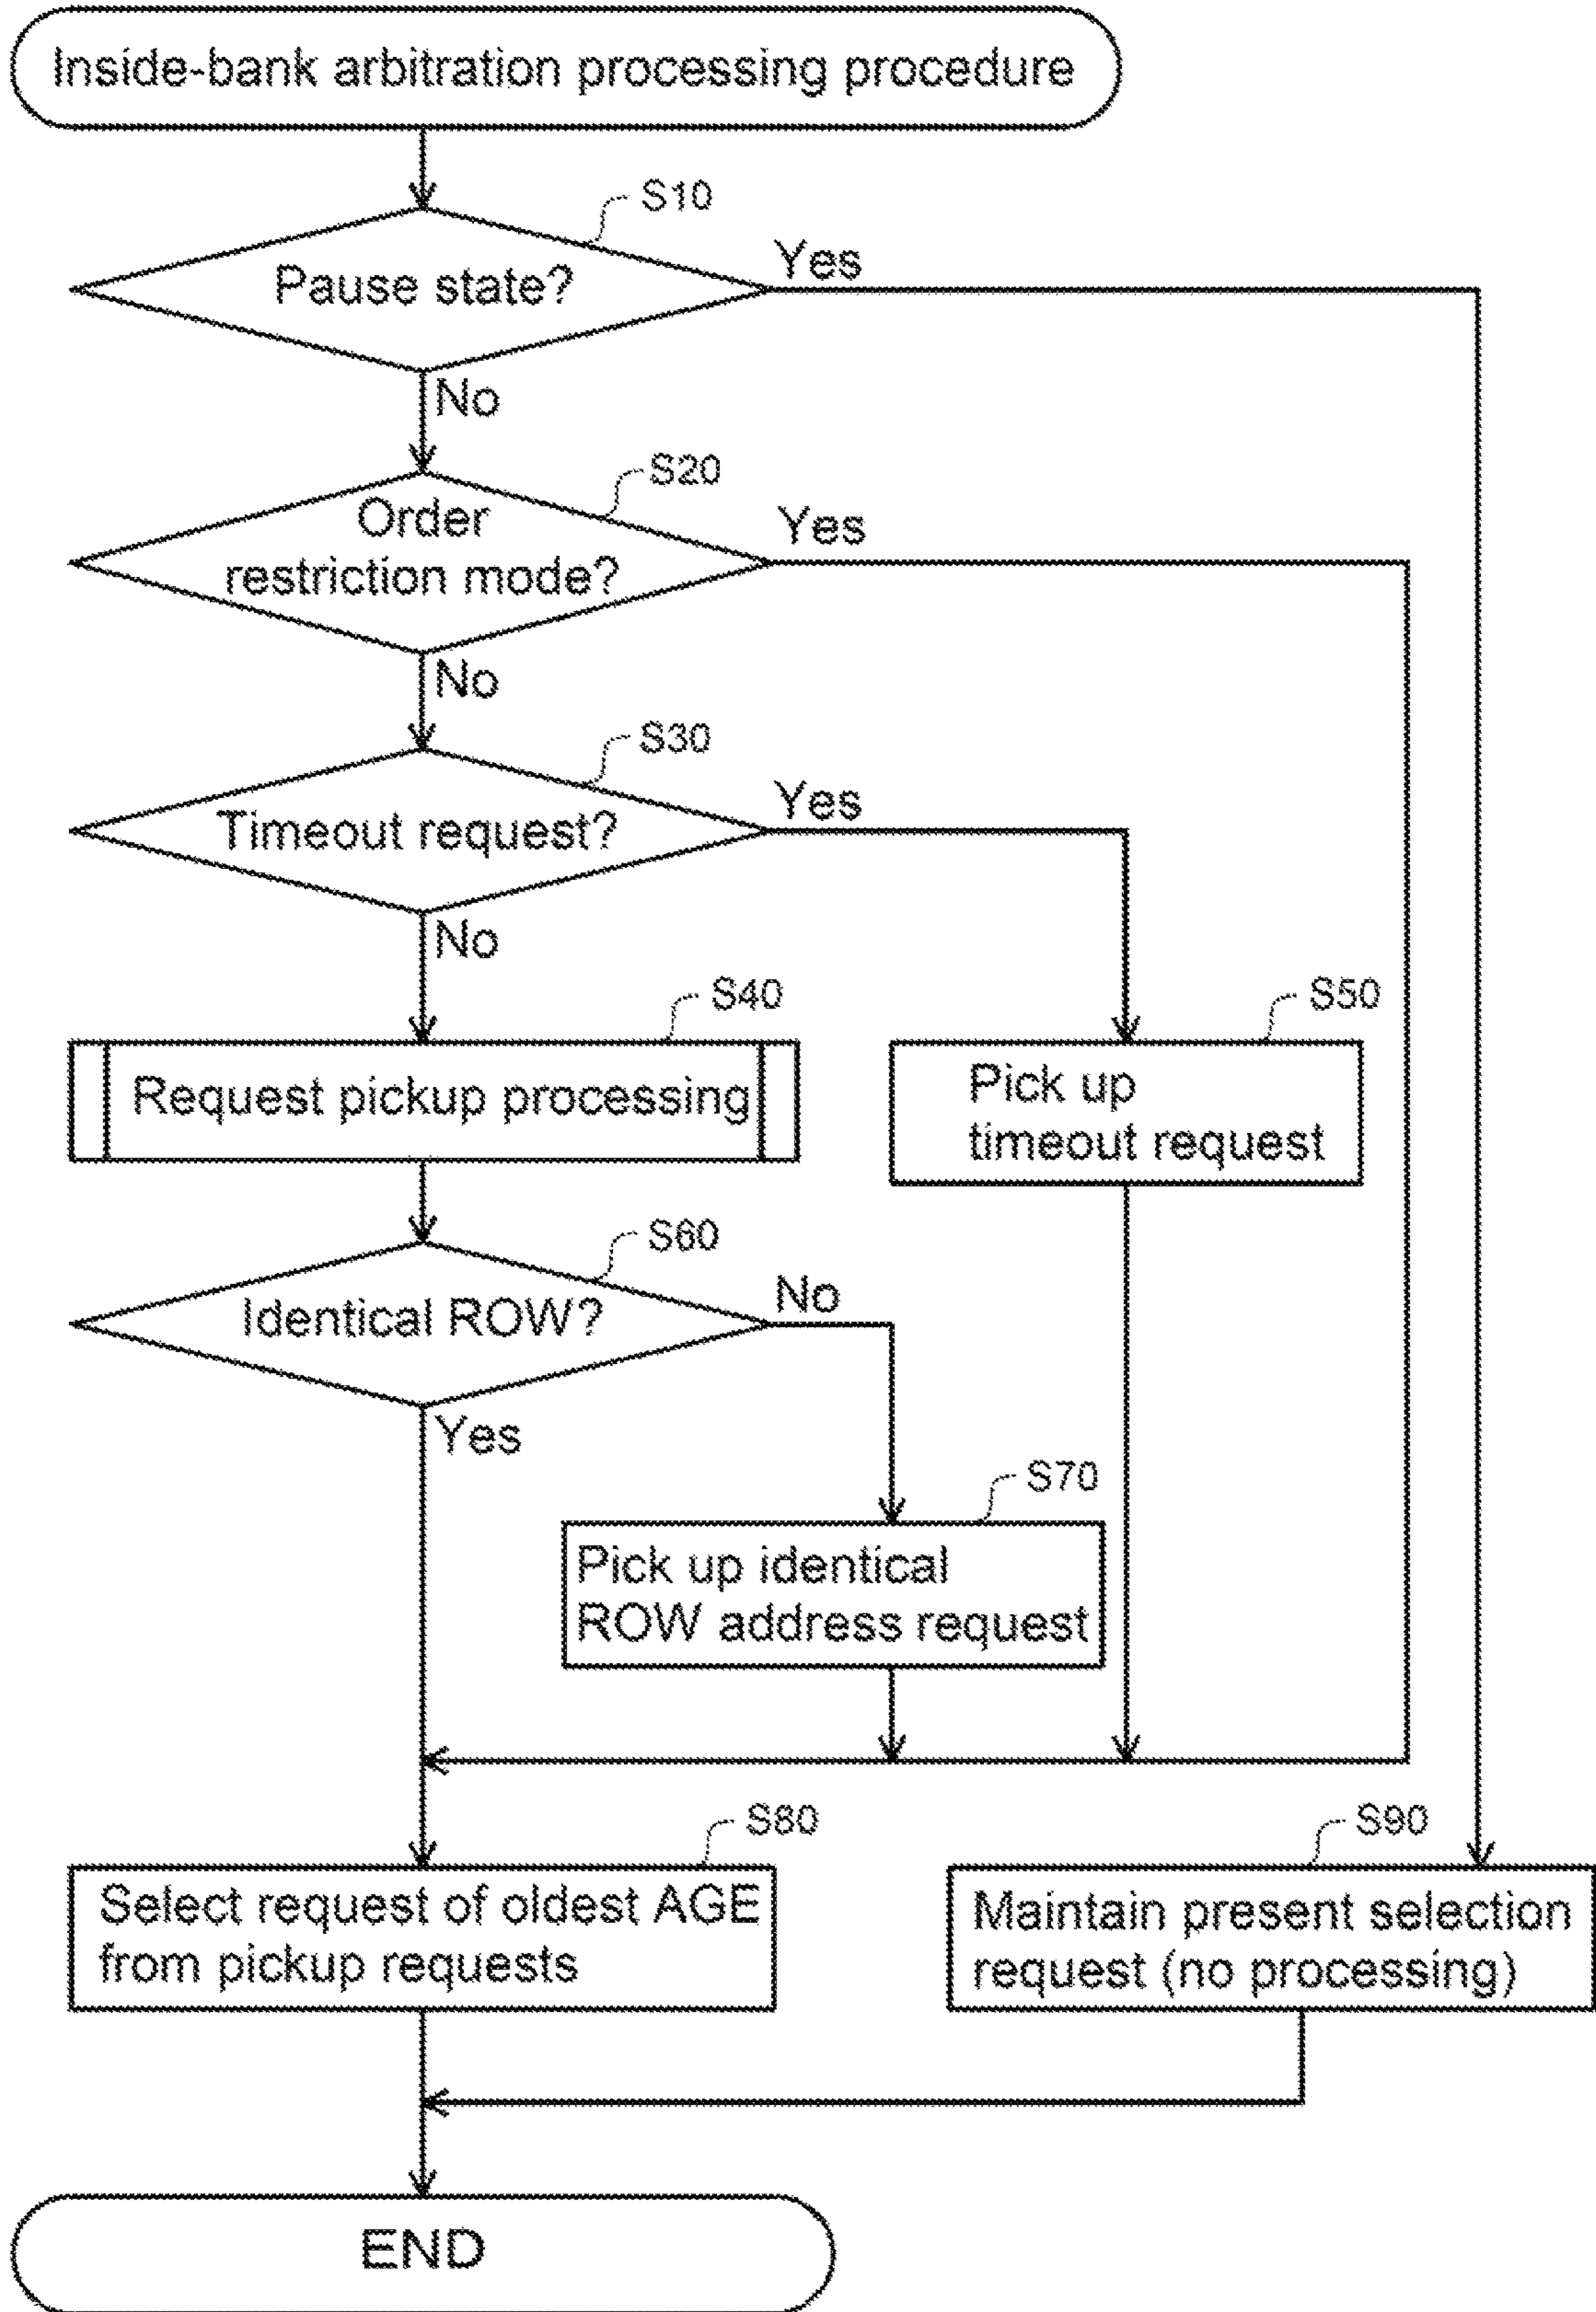 Inside-bank arbitration processing procedure
S10
Pause state?
Yes
No
S20
Order
restriction mode?
Yes
No
S30
Timeout request?
Yes
No
S40
Request pickup processing
S50
Pick up
timeout request
S60
Identical ROW?
No
Yes
S70
Pick up identical
ROW address request
S80
Select request of oldest AGE
from pickup requests
S90
Maintain present selection
request (no processing)
END